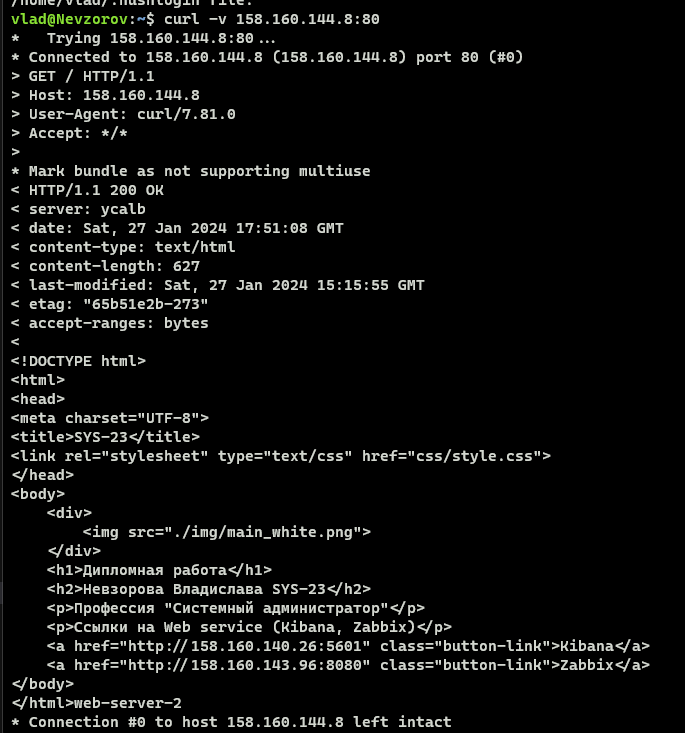 /home/vlad/.hushlogin file.
vlad@Nevzorov:~$ curl -v 158.160.144.8:80
*   Trying 158.160.144.8:80...
* Connected to 158.160.144.8 (158.160.144.8) port 80 (#0)
> GET / HTTP/1.1
> Host: 158.160.144.8
> User-Agent: curl/7.81.0
> Accept: */*
>
* Mark bundle as not supporting multiuse
< HTTP/1.1 200 OK
< server: ycalb
< date: Sat, 27 Jan 2024 17:51:08 GMT
< content-type: text/html
< content-length: 627
< last-modified: Sat, 27 Jan 2024 15:15:55 GMT
< etag: "65b51e2b-273"
< accept-ranges: bytes
<
<!DOCTYPE html>
<html>
<head>
<meta charset="UTF-8">
<title>SYS-23</title>
<link rel="stylesheet" type="text/css" href="css/style.css">
</head>
<body>
    <div>
        <img src="./img/main_white.png">
    </div>
    <h1>Дипломная работа</h1>
    <h2>Невзорова Владислава SYS-23</h2>
    <p>Профессия "Системный администратор"</p>
    <p>Ссылки на Web service (Kibana, Zabbix)</p>
    <a href="http://158.160.140.26:5601" class="button-link">Kibana</a>
    <a href="http://158.160.143.96:8080" class="button-link">Zabbix</a>
</body>
</html>web-server-2
* Connection #0 to host 158.160.144.8 left intact